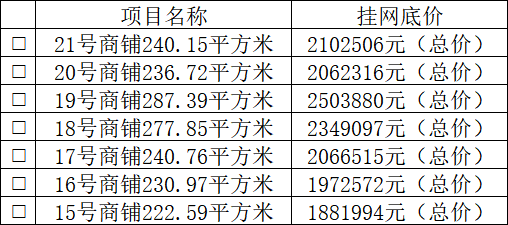 项目名称 挂网底价
□ 21号商铺240.15平方米 2102506元（总价）
□ 20号商铺236.72平方米 2062316元（总价）
□ 19号商铺287.39平方米 2503880元（总价）
□ 18号商铺277.85平方米 2349097元（总价）
□ 17号商铺240.76平方米 2066515元（总价）
□ 16号商铺230.97平方米 1972572元（总价）
□ 15号商铺222.59平方米 1881994元（总价）